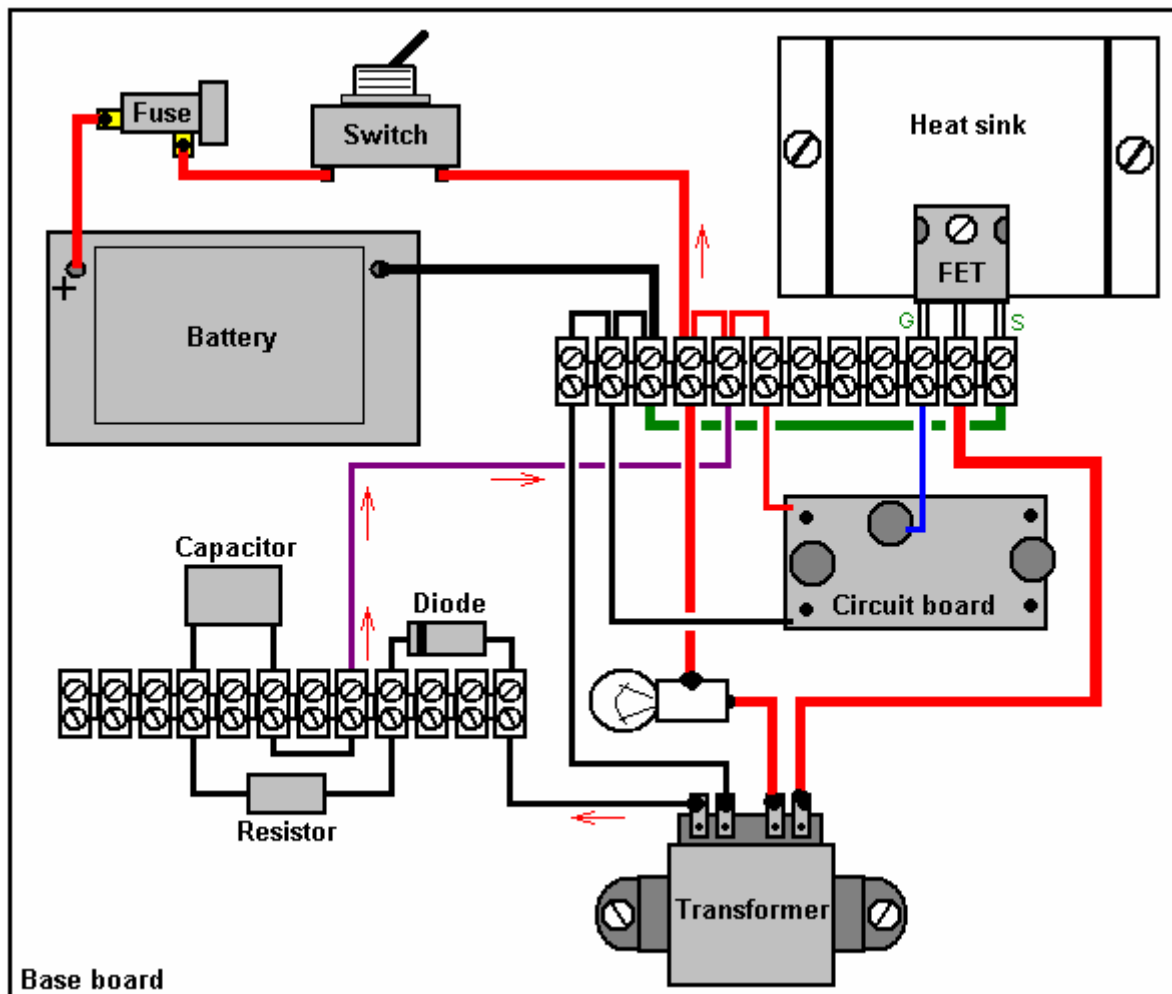 Fuse
Switch
Heat sink
FET
+
Battery
G
S
Capacitor
Diode
Circuit board
Resistor
Transformer
Base board